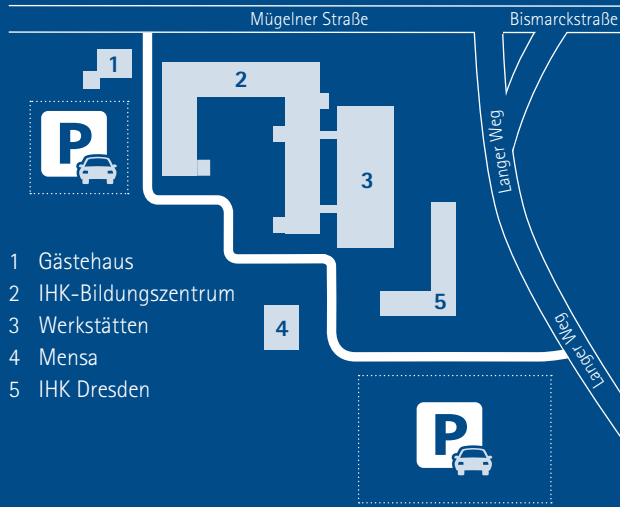 Mügelner Straße
Bismarckstraße
1
2
P
Langer Weg
3
1 Gästehaus
2 IHK-Bildungszentrum
3 Werkstätten
4 Mensa
5 IHK Dresden
5
4
Langer Weg
P